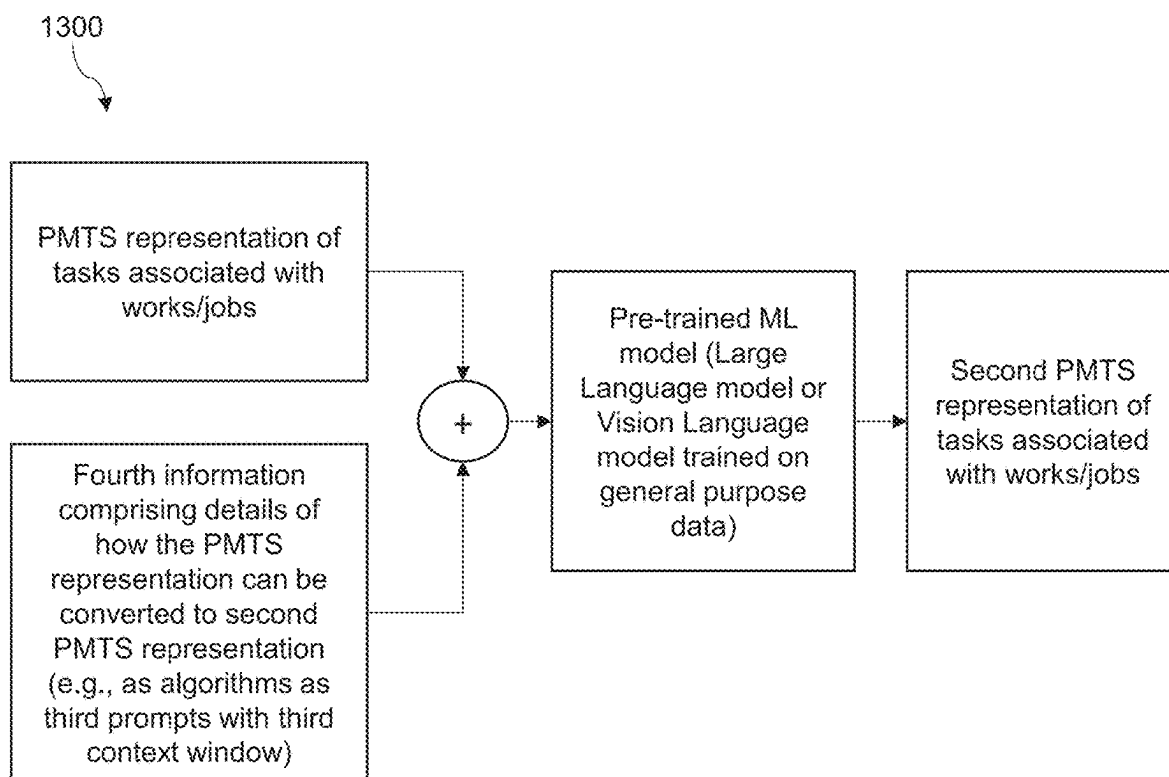 1300
PMTS representation of
tasks associated with
works/jobs
Fourth information
comprising details of
how the PMTS
representation can be
converted to second
PMTS representation
(e.g., as algorithms as
third prompts with third
context window)
+
Pre-trained ML
model (Large
Language model or
Vision Language
model trained on
general purpose
data)
Second PMTS
representation of
tasks associated
with works/jobs